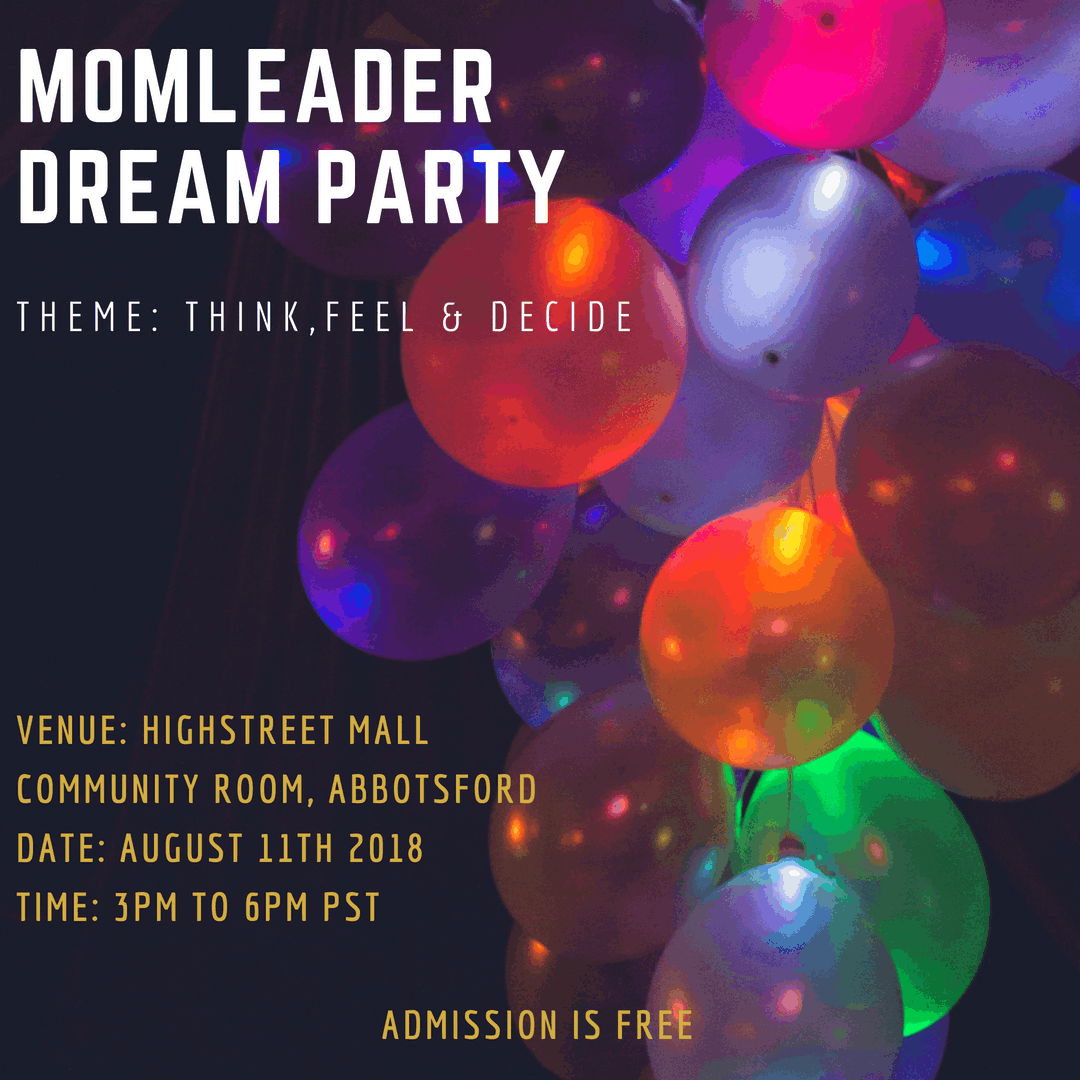 MOMLEADER
DREAM PARTY
THEME: THINK,FEEL & DECIDE
VENUE: HIGHSTREET MALL
COMMUNITY ROOM, ABBOTSFORD
DATE: AUGUST 11TH 2018
TIME: 3PM TO 6PM PST
ADMISSION IS FREE